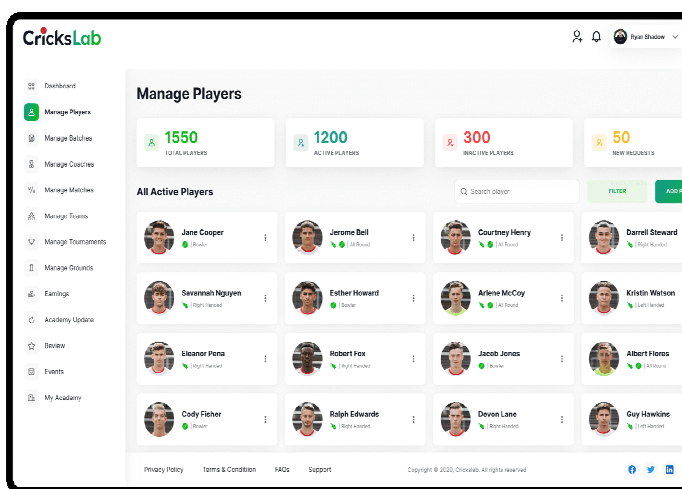 CricksLab
Ryan Shadow
Dashboard
Manage Players
Manage Batches
Manage Coaches
Manage Matches
Manage Teams
Manage Tournaments
Manage Grounds
Earnings
Academy Update
Review
Events
My Academy
Manage Players
1550
TOTAL PLAYERS
1200
ACTIVE PLAYERS
300
INACTIVE PLAYERS
50
NEW REQUESTS
All Active Players
Search player
FILTER
ADD P
Jane Cooper
| Bowler
Jerome Bell
| All Round
Courtney Henry
| All Round
Darrell Steward
| Right Handed
Savannah Nguyen
| Right Handed
Esther Howard
| Bowler
Arlene McCoy
| All Round
Kristin Watson
| Left Handed
Eleanor Pena
| Right Handed
Robert Fox
| Right Handed
Jacob Jones
| Bowler
Albert Flores
| All Round
Cody Fisher
| Bowler
Ralph Edwards
| Right Handed
Devon Lane
| Right Handed
Guy Hawkins
| Left Handed
Privacy Policy Terms & Condition FAQs Support Copyright © 2020, Crickslab. All rights reserved